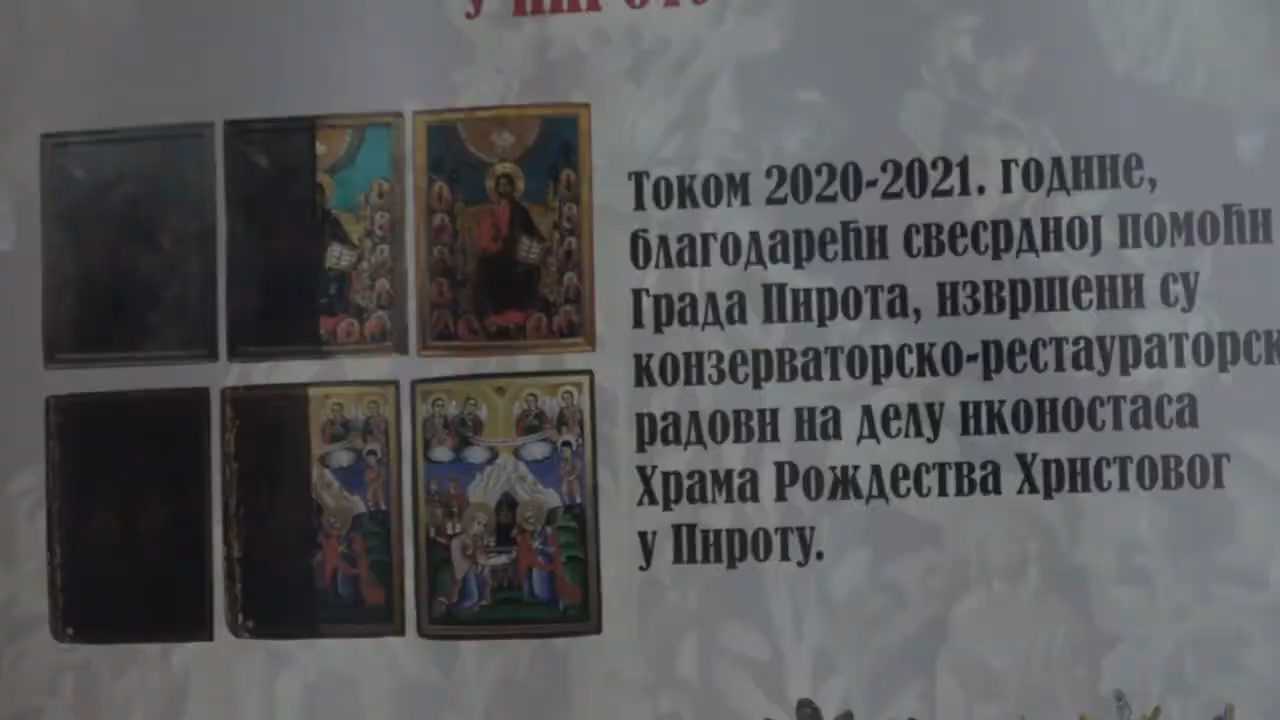 У ПИРОТУ
Током 2020-2021. године,
благодарећи свесрдној помоћи
Града Пирота, извршени су
конзерваторско-рестаураторск
радови на делу иконостаса
Храма Рождества Христовог
у Пироту.